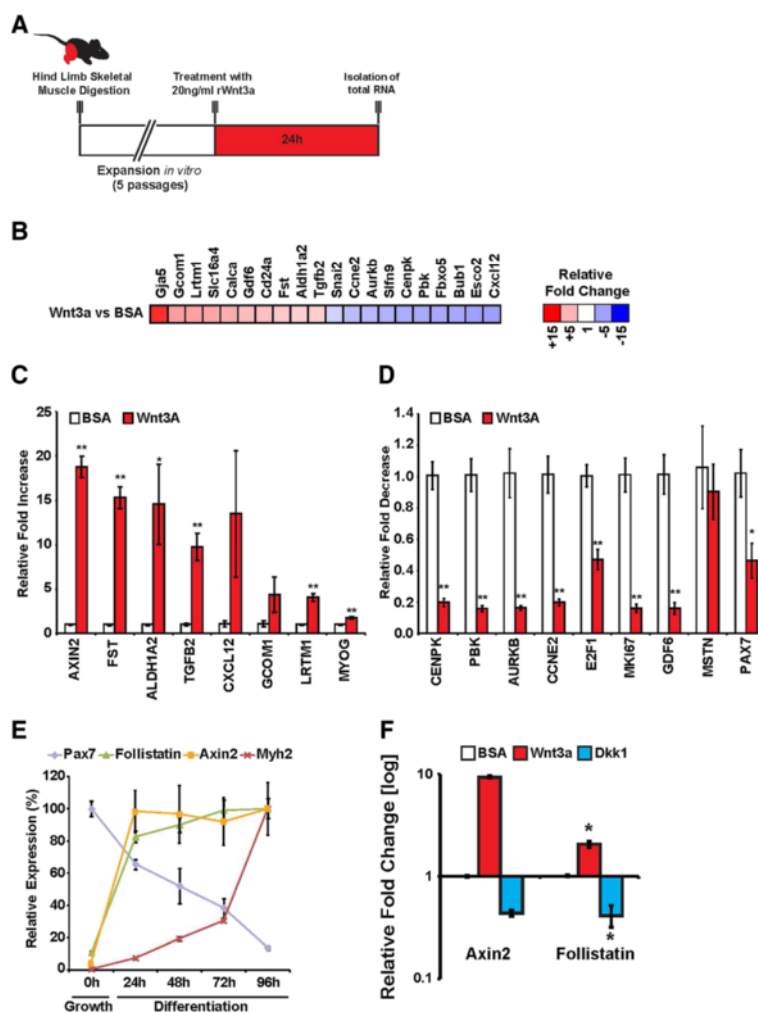 A
Hind Limb Skeletal
Muscle Digestion
Treatment with
20ng/ml rWnt3a
Isolation of
total RNA
24h
Expansion in vitro
(5 passages)
B
Gja5
Gcom1
Lrtm1
Slc16a4
Calca
Gdf6
Cd24a
Fst
Aldh1a2
Tgfb2
Snai2
Ccne2
Aurkb
Slfn9
Cenpk
Pbk
Fbxo5
Bub1
Esco2
Cxcl12
Wnt3a vs BSA
Relative
Fold Change
+15
+5
1
-5
-15
C
BSA Wnt3A
Relative Fold Increase
25
20
15
10
5
0
** ** * ** ** **
AXIN2
FST
ALDH1A2
TGFB2
CXCL12
GCOM1
LRTM1
MYOG
D
BSA Wnt3A
Relative Fold Decrease
1.4
1.2
1.0
0.8
0.6
0.4
0.2
0.0
** ** ** ** ** ** ** *
CENPK
PBK
AURKB
CCNE2
E2F1
MKI67
GDF6
MSTN
PAX7
E
Pax7 Follistatin Axin2 Myh2
Relative Expression (%)
120
100
80
60
40
20
0
0h 24h 48h 72h 96h
Growth Differentiation
F
BSA Wnt3a Dkk1
Relative Fold Change [log]
10
1
0.1
*
*
Axin2
Follistatin